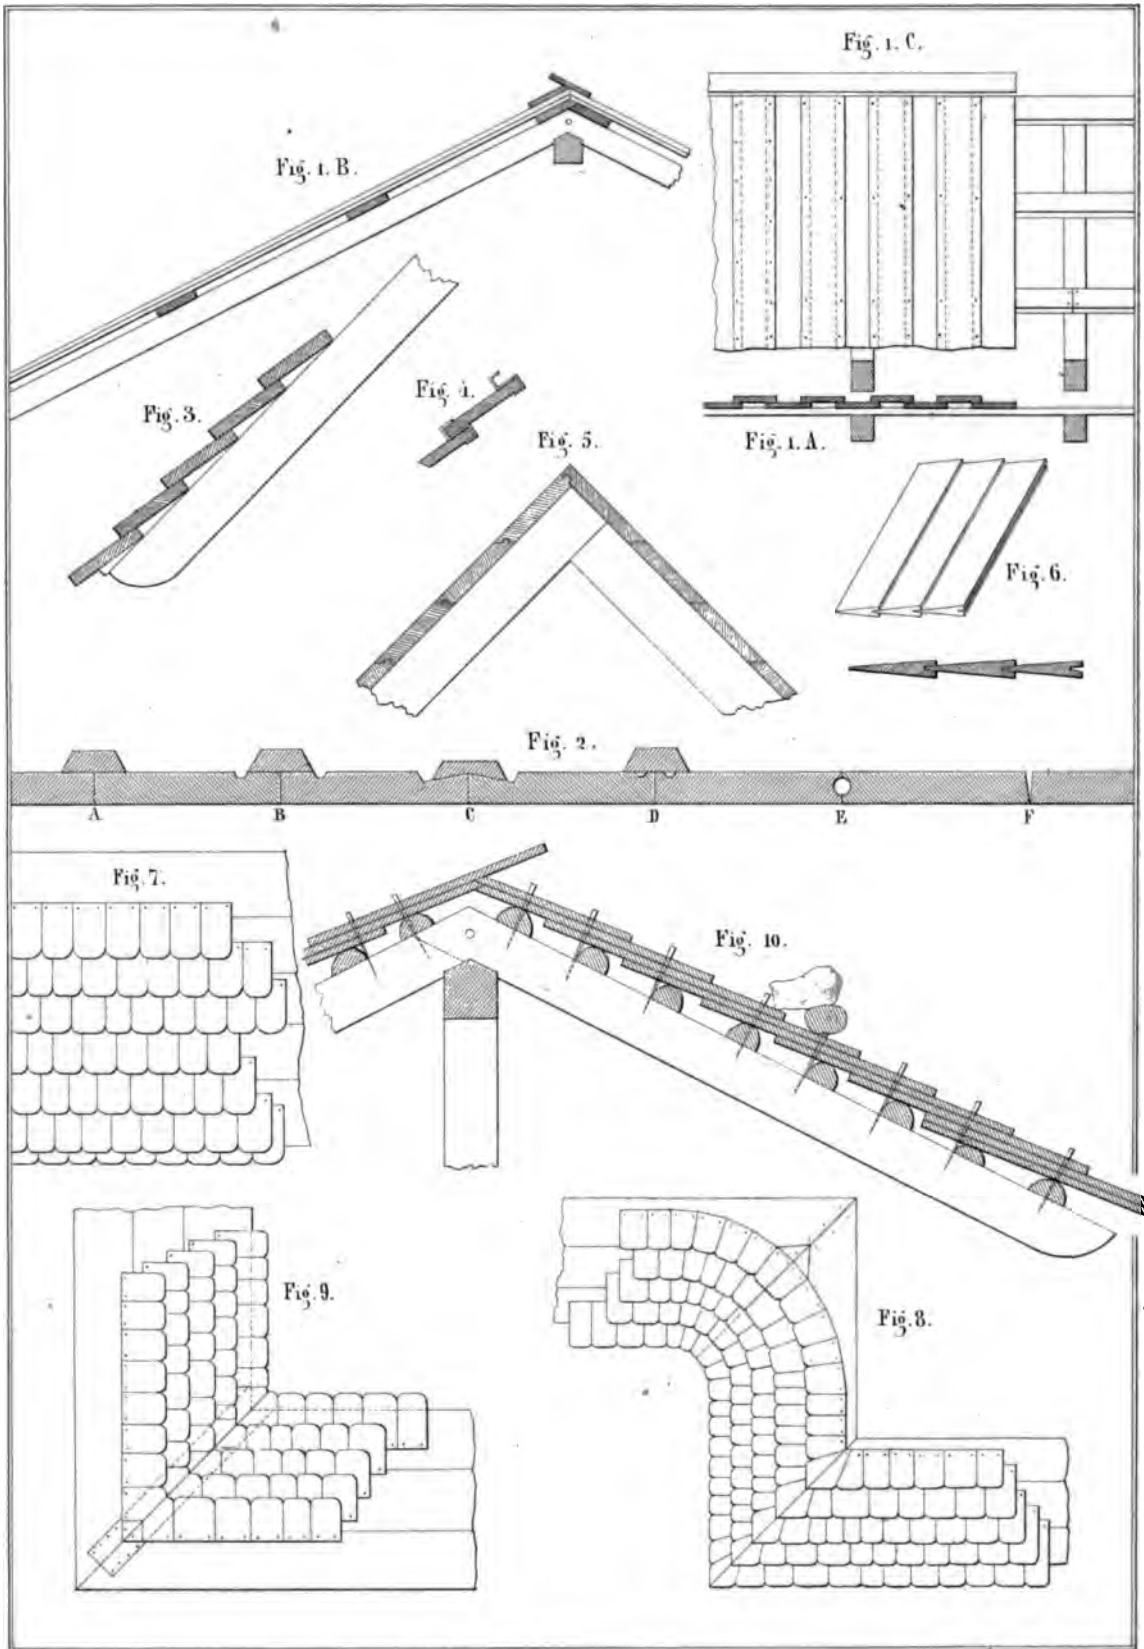 Fig. 1. C.
Fig. 1. B.
Fig. 3.
Fig. 4.
Fig. 5.
Fig. 1. A.
Fig. 6.
Fig. 2.
A B C D E F
Fig. 7.
Fig. 10.
Fig. 9.
Fig. 8.